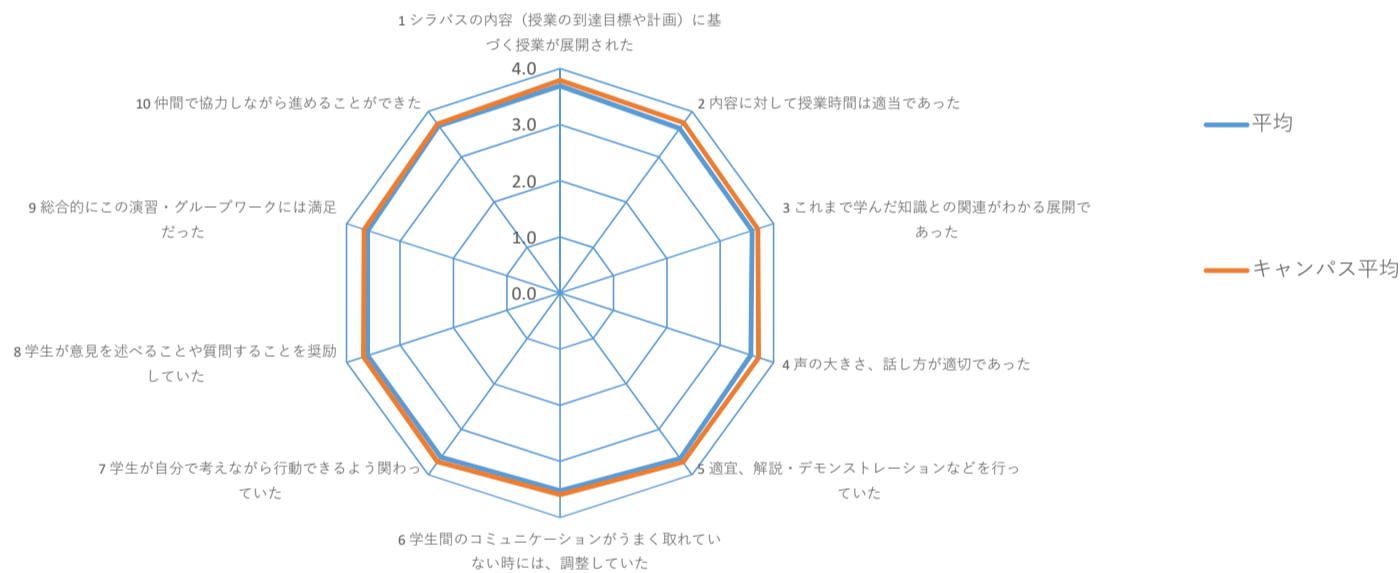 1 シラバスの内容（授業の到達目標や計画）に基
づく授業が展開された
4.0
3.0
2.0
1.0
0.0
2 内容に対して授業時間は適当であった
3 これまで学んだ知識との関連がわかる展開で
あった
4 声の大きさ、話し方が適切であった
5 適宜、解説・デモンストレーションなどを行っ
ていた
6 学生間のコミュニケーションがうまく取れてい
ない時には、調整していた
7 学生が自分で考えながら行動できるよう関わっ
ていた
8 学生が意見を述べることや質問することを奨励
していた
9 総合的にこの演習・グループワークには満足
だった
10 仲間で協力しながら進めることができた
平均
キャンパス平均